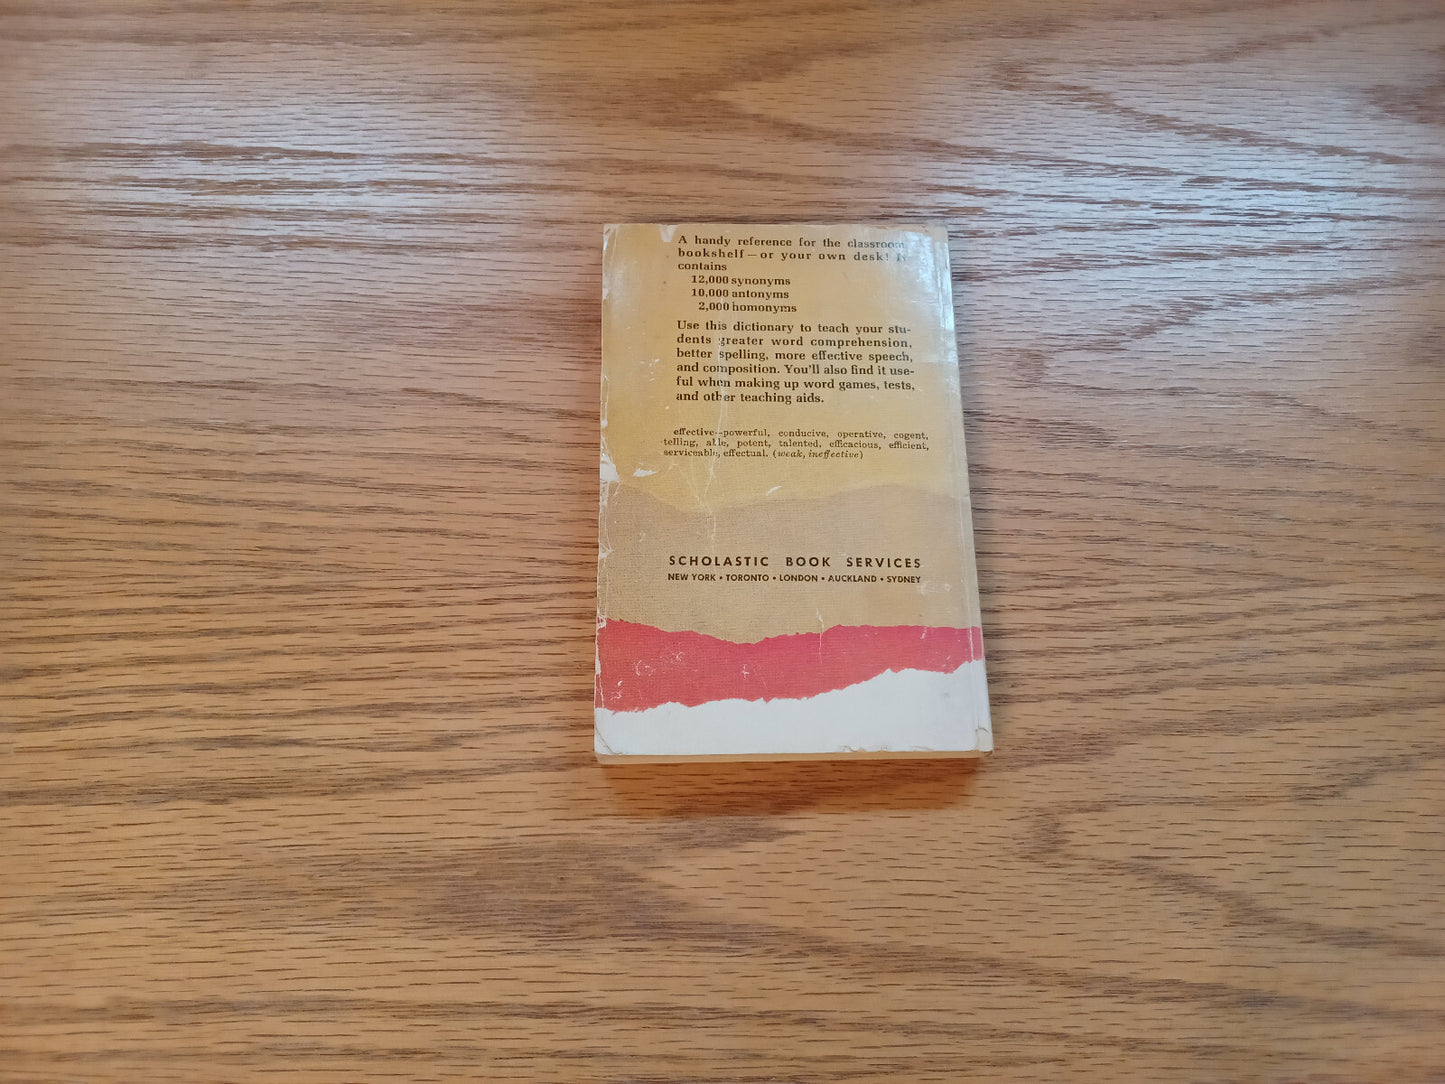 A handy reference for the classroom
bookshelf — or your own desk! It
contains
12,000 synonyms
10,000 antonyms
2,000 homonyms
Use this dictionary to teach your stu-
dents greater word comprehension,
better spelling, more effective speech,
and composition. You'll also find it use-
ful when making up word games, tests,
and other teaching aids.
effective—powerful, conducive, operative, cogent,
telling, able, potent, talented, efficacious, efficient,
serviceable, effectual. (weak, ineffective)
SCHOLASTIC BOOK SERVICES
NEW YORK • TORONTO • LONDON • AUCKLAND • SYDNEY